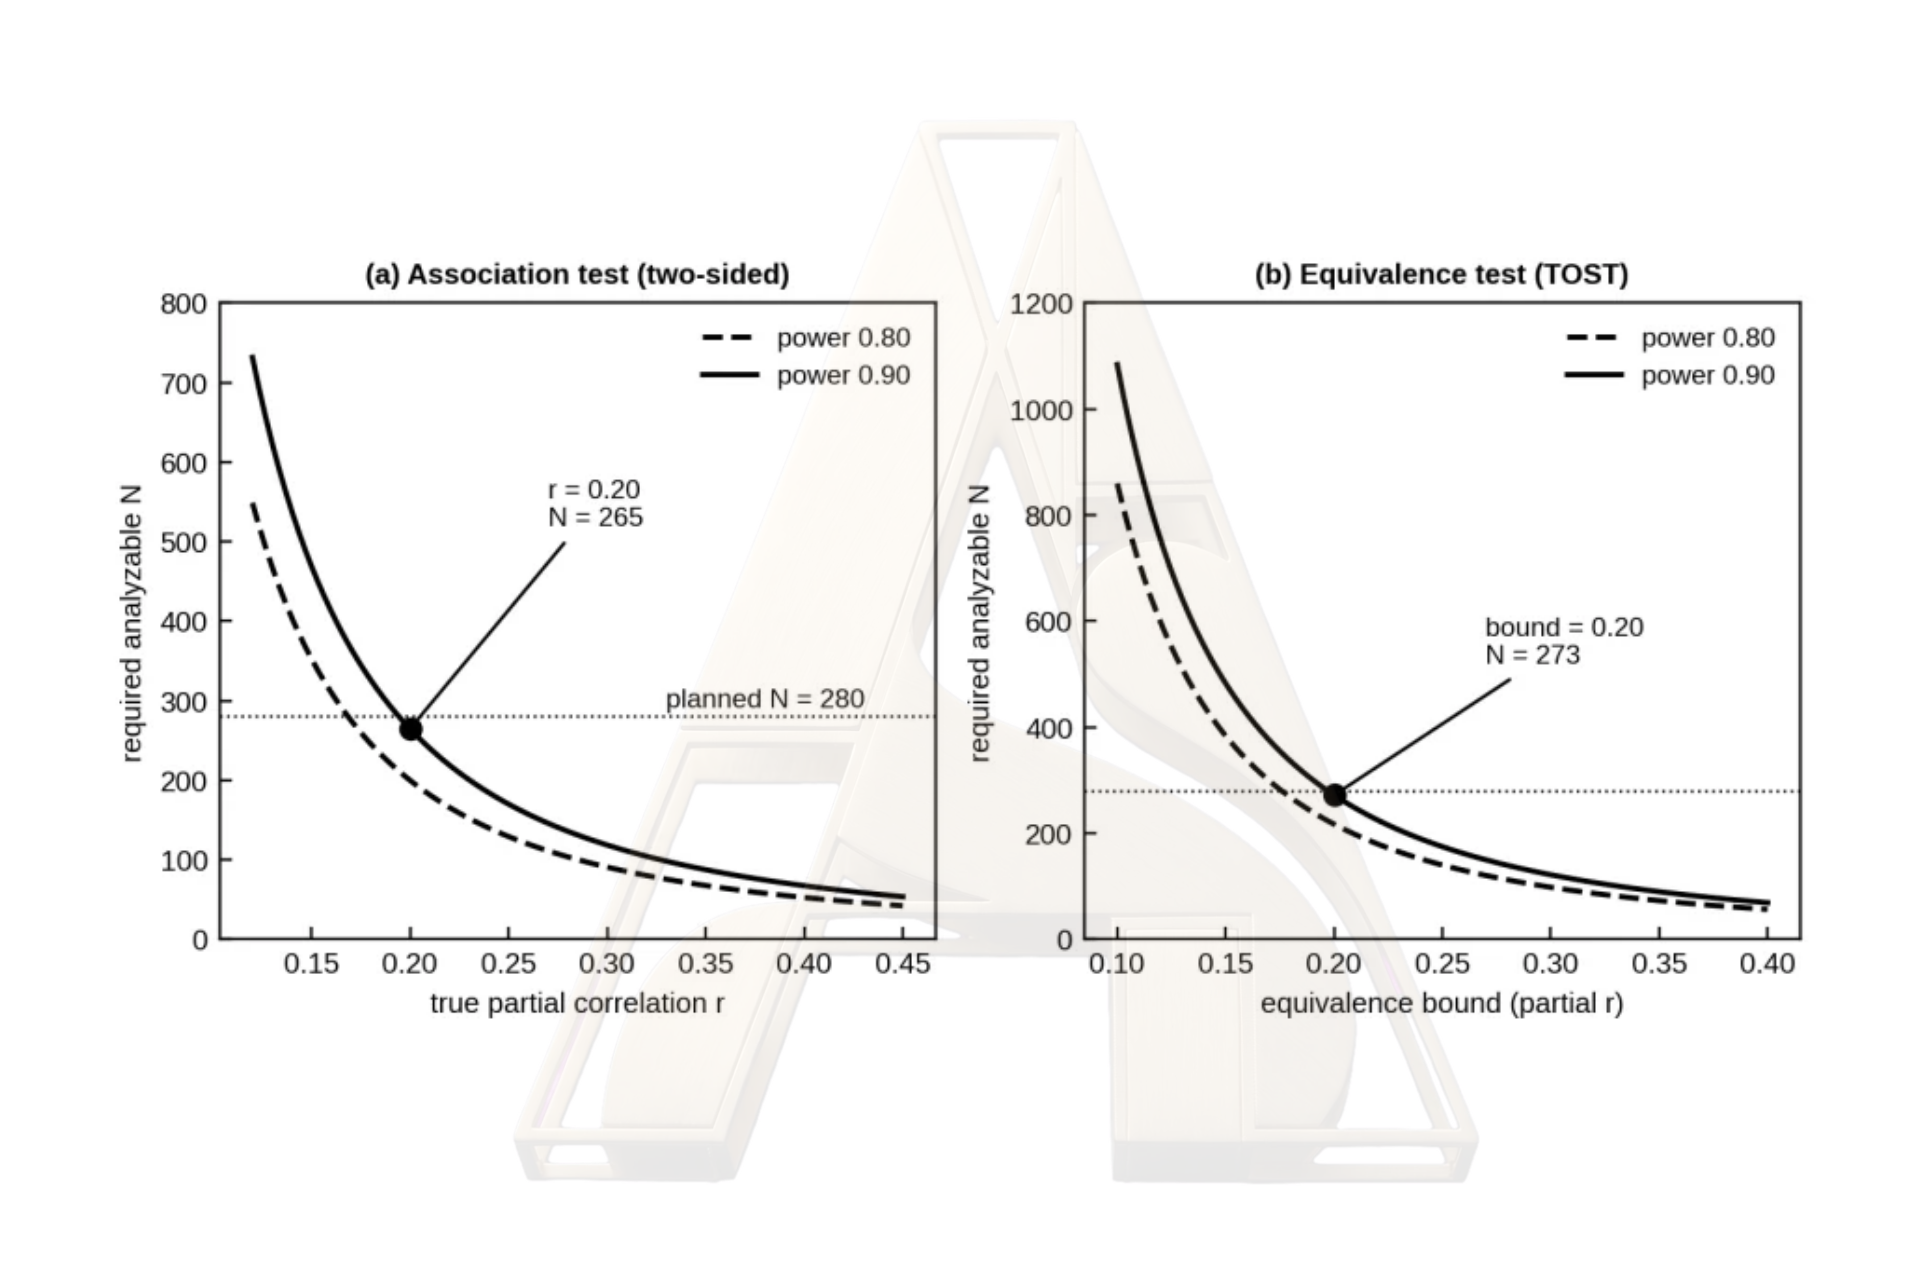 (a) Association test (two-sided)
800
700
600
500
400
300
200
100
0
required analyzable N
power 0.80
power 0.90
r = 0.20
N = 265
planned N = 280
0.15 0.20 0.25 0.30 0.35 0.40 0.45
true partial correlation r
(b) Equivalence test (TOST)
1200
1000
800
600
400
200
0
required analyzable N
power 0.80
power 0.90
bound = 0.20
N = 273
0.10 0.15 0.20 0.25 0.30 0.35 0.40
equivalence bound (partial r)